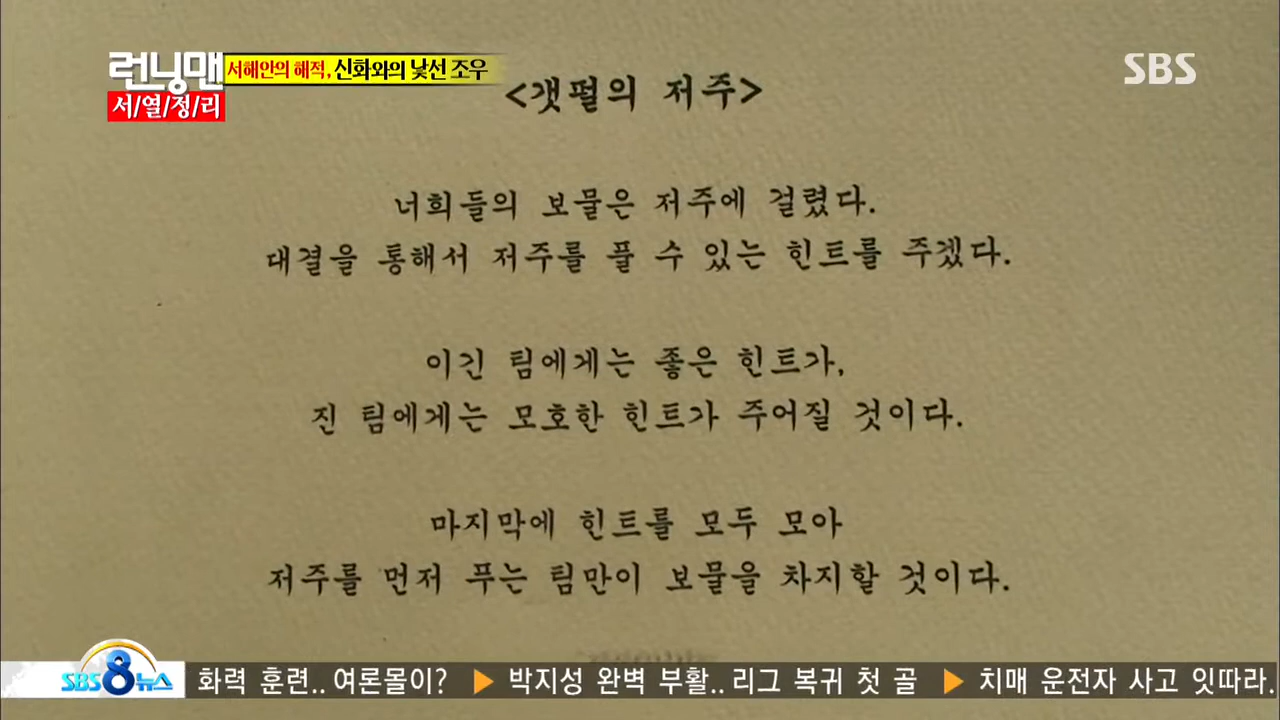 런닝맨
서/열/정/리
서해안의 해적, 신화와의 낯선 조우
SBS
<갯펄의 저주>
너희들의 보물은 저주에 걸렸다.
대결을 통해서 저주를 풀 수 있는 힌트를 주겠다.
이긴 팀에게는 좋은 힌트가,
진 팀에게는 모호한 힌트가 주어질 것이다.
마지막에 힌트를 모두 모아
저주를 먼저 푸는 팀만이 보물을 차지할 것이다.
SBS 8 뉴스 화력 훈련.. 여론몰이? ▶ 박지성 완벽 부활.. 리그 복귀 첫 골 ▶ 치매 운전자 사고 잇따라.